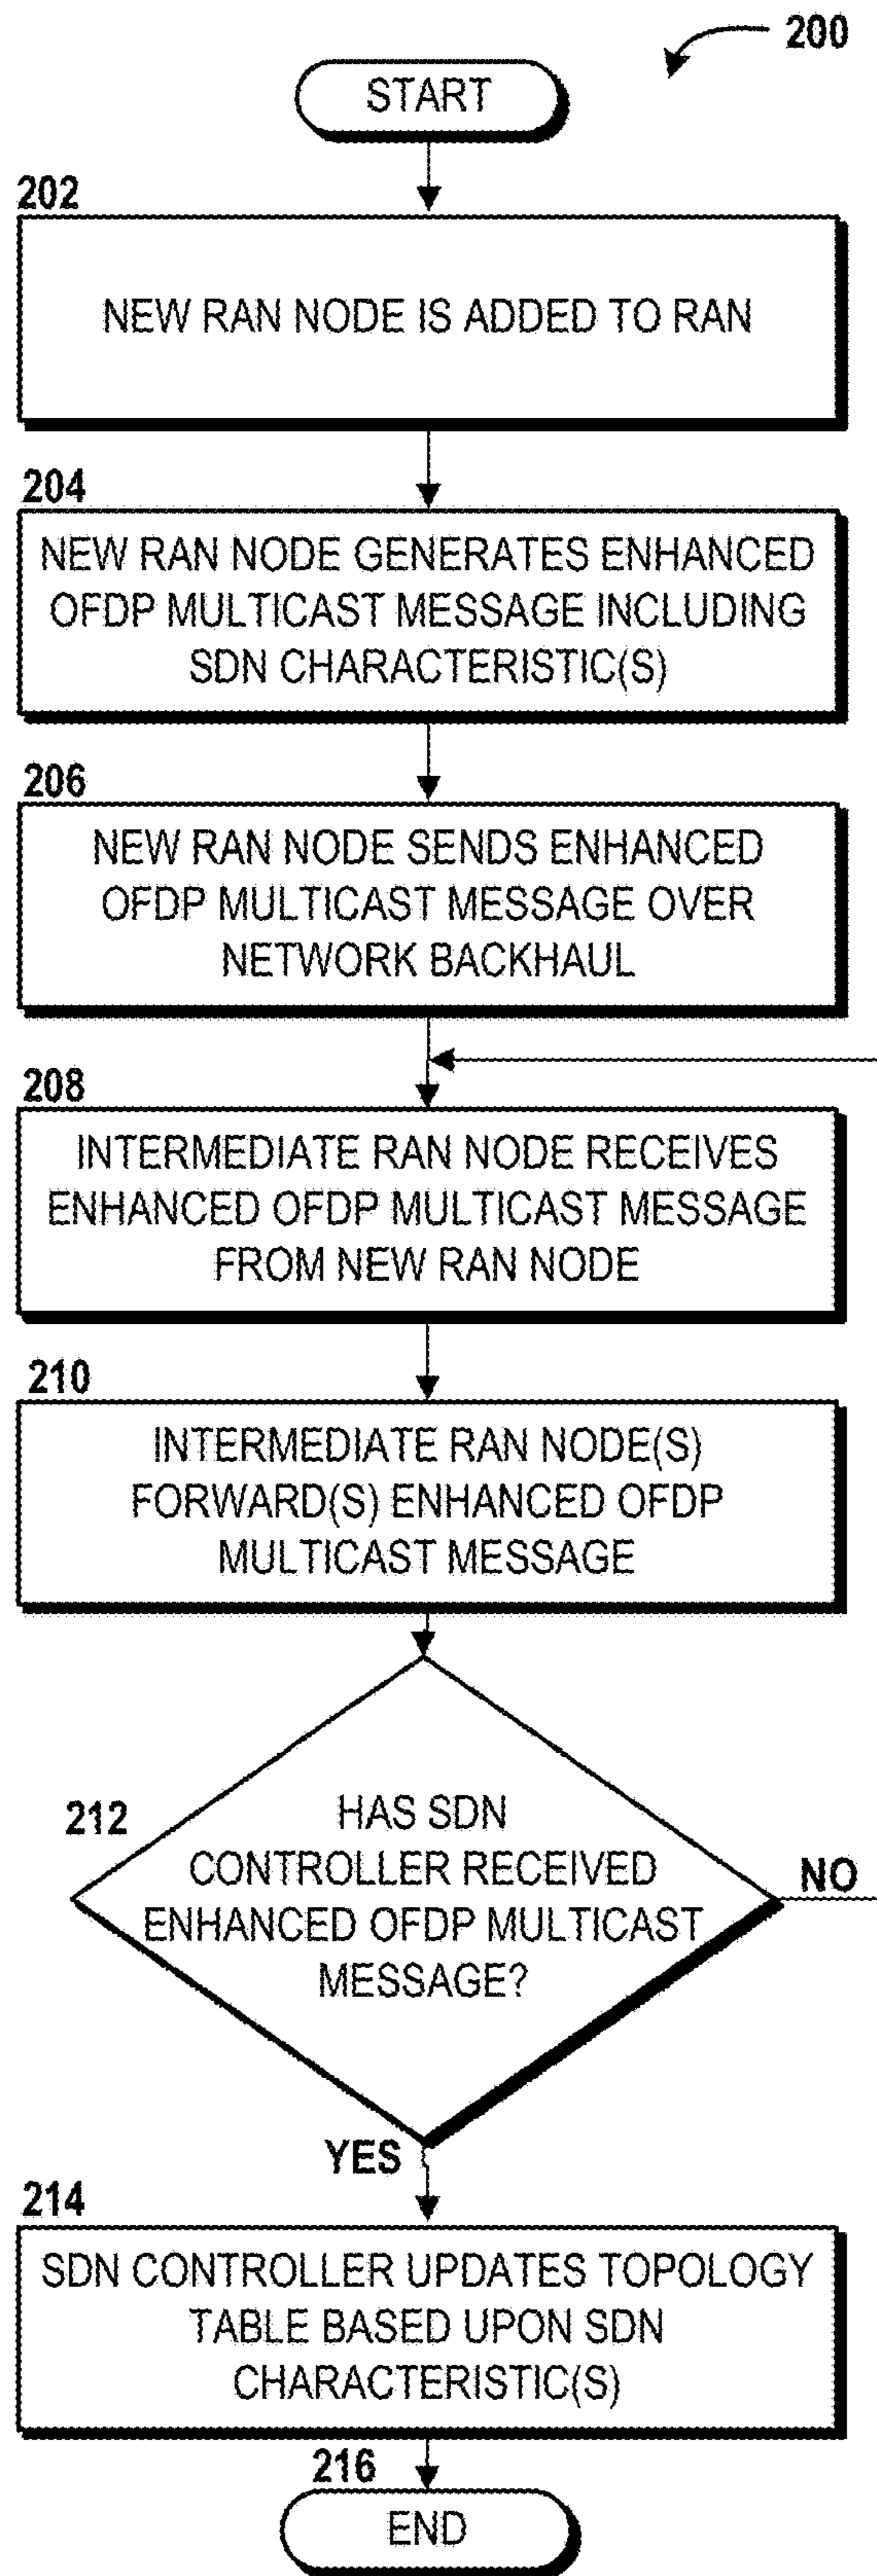 200
START
202
NEW RAN NODE IS ADDED TO RAN
204
NEW RAN NODE GENERATES ENHANCED
OFDP MULTICAST MESSAGE INCLUDING
SDN CHARACTERISTIC(S)
206
NEW RAN NODE SENDS ENHANCED
OFDP MULTICAST MESSAGE OVER
NETWORK BACKHAUL
208
INTERMEDIATE RAN NODE RECEIVES
ENHANCED OFDP MULTICAST MESSAGE
FROM NEW RAN NODE
210
INTERMEDIATE RAN NODE(S)
FORWARD(S) ENHANCED OFDP
MULTICAST MESSAGE
212
HAS SDN
CONTROLLER RECEIVED
ENHANCED OFDP MULTICAST
MESSAGE?
NO
YES
214
SDN CONTROLLER UPDATES TOPOLOGY
TABLE BASED UPON SDN
CHARACTERISTIC(S)
216
END